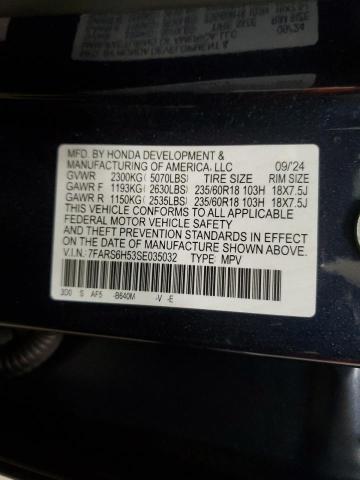 MFD. BY HONDA DEVELOPMENT &
MANUFACTURING OF AMERICA, LLC 09/24
GVWR 2300KG( 5070LBS) TIRE SIZE RIM SIZE
GAWR F 1193KG( 2630LBS) 235/60R18 103H 18X7.5J
GAWR R 1150KG( 2535LBS) 235/60R18 103H 18X7.5J
THIS VEHICLE CONFORMS TO ALL APPLICABLE
FEDERAL MOTOR VEHICLE SAFETY
AND THEFT PREVENTION STANDARDS IN EFFECT
ON THE DATE OF MANUFACTURE SHOWN ABOVE.
V.I.N.: 7FARS6H53SE035032 TYPE: MPV
3D0 S AF5 -B640M -V -E